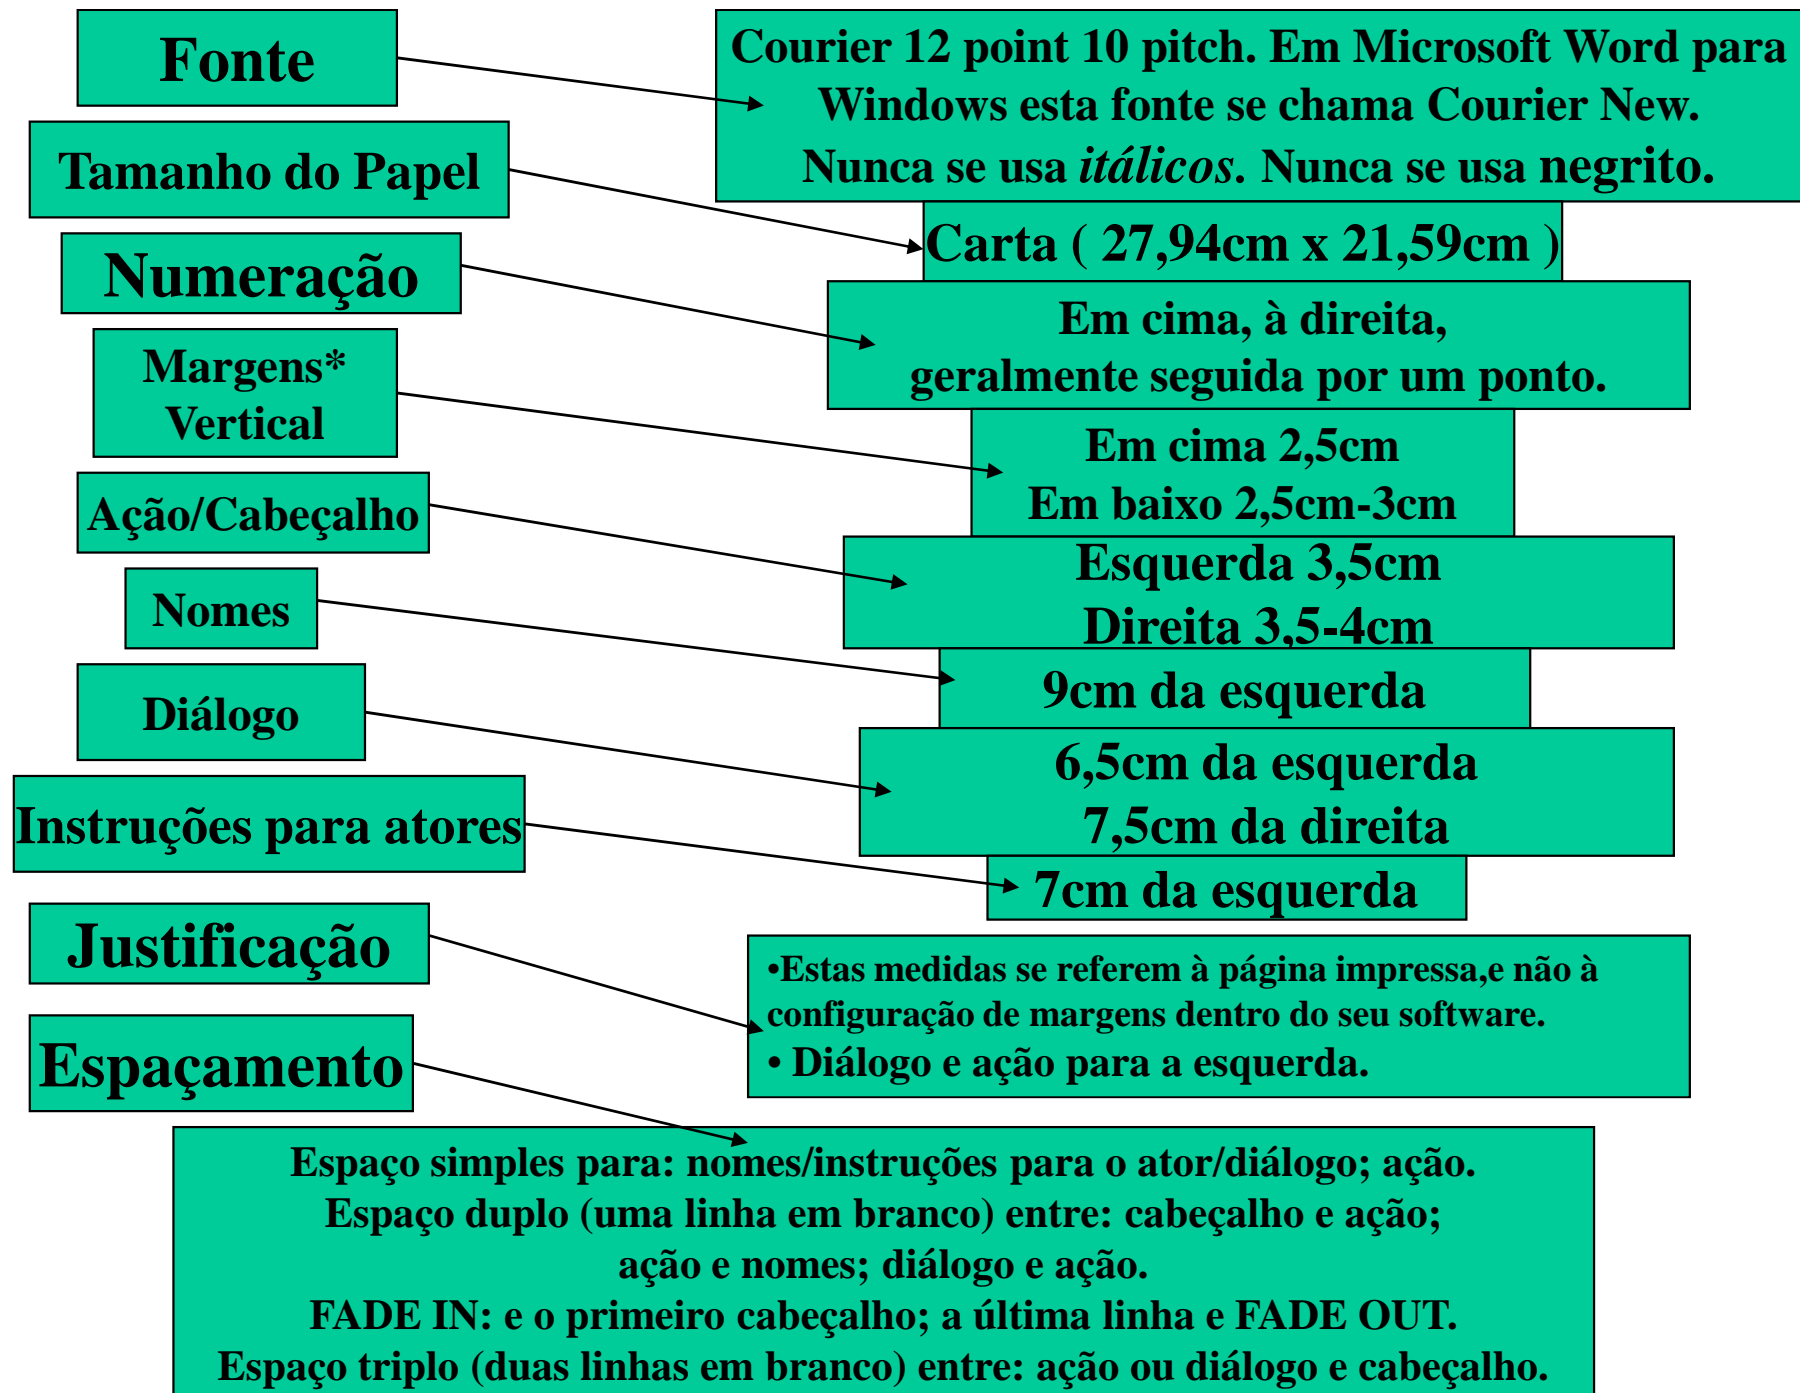 Fonte
Courier 12 point 10 pitch. Em Microsoft Word para
Windows esta fonte se chama Courier New.
Nunca se usa itálicos. Nunca se usa negrito.
Tamanho do Papel
Carta ( 27,94cm x 21,59cm )
Numeração
Em cima, à direita,
geralmente seguida por um ponto.
Margens*
Vertical
Em cima 2,5cm
Em baixo 2,5cm-3cm
Ação/Cabeçalho
Esquerda 3,5cm
Direita 3,5-4cm
Nomes
9cm da esquerda
Diálogo
6,5cm da esquerda
7,5cm da direita
Instruções para atores
7cm da esquerda
Justificação
•Estas medidas se referem à página impressa,e não à
configuração de margens dentro do seu software.
• Diálogo e ação para a esquerda.
Espaçamento
Espaço simples para: nomes/instruções para o ator/diálogo; ação.
Espaço duplo (uma linha em branco) entre: cabeçalho e ação;
ação e nomes; diálogo e ação.
FADE IN: e o primeiro cabeçalho; a última linha e FADE OUT.
Espaço triplo (duas linhas em branco) entre: ação ou diálogo e cabeçalho.